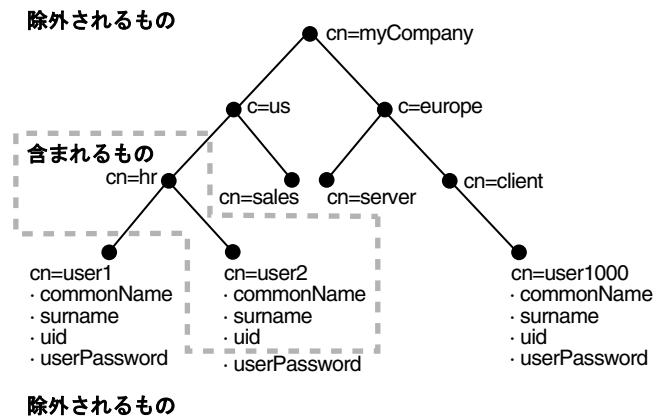 除外されるもの
cn=myCompany
c=us
c=europe
含まれるもの
cn=hr
cn=sales
cn=server
cn=client
cn=user1
· commonName
· surname
· uid
· userPassword
cn=user2
· commonName
· surname
· uid
· userPassword
cn=user1000
· commonName
· surname
· uid
· userPassword
除外されるもの